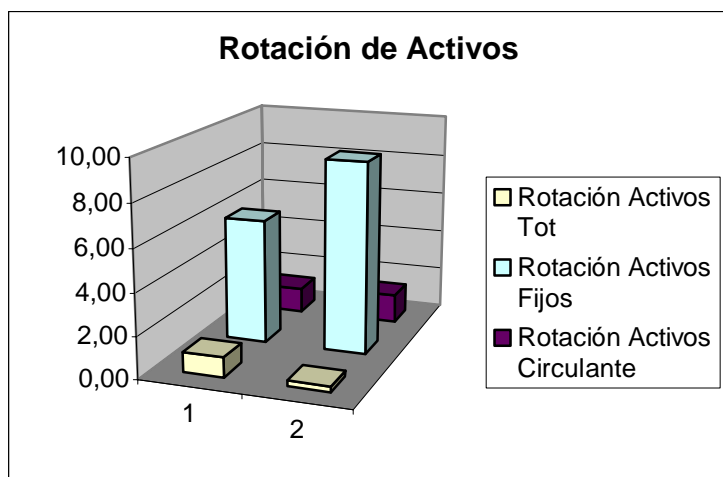 Rotación de Activos
10,00
8,00
6,00
4,00
2,00
0,00
1
2
Rotación Activos
Tot
Rotación Activos
Fijos
Rotación Activos
Circulante